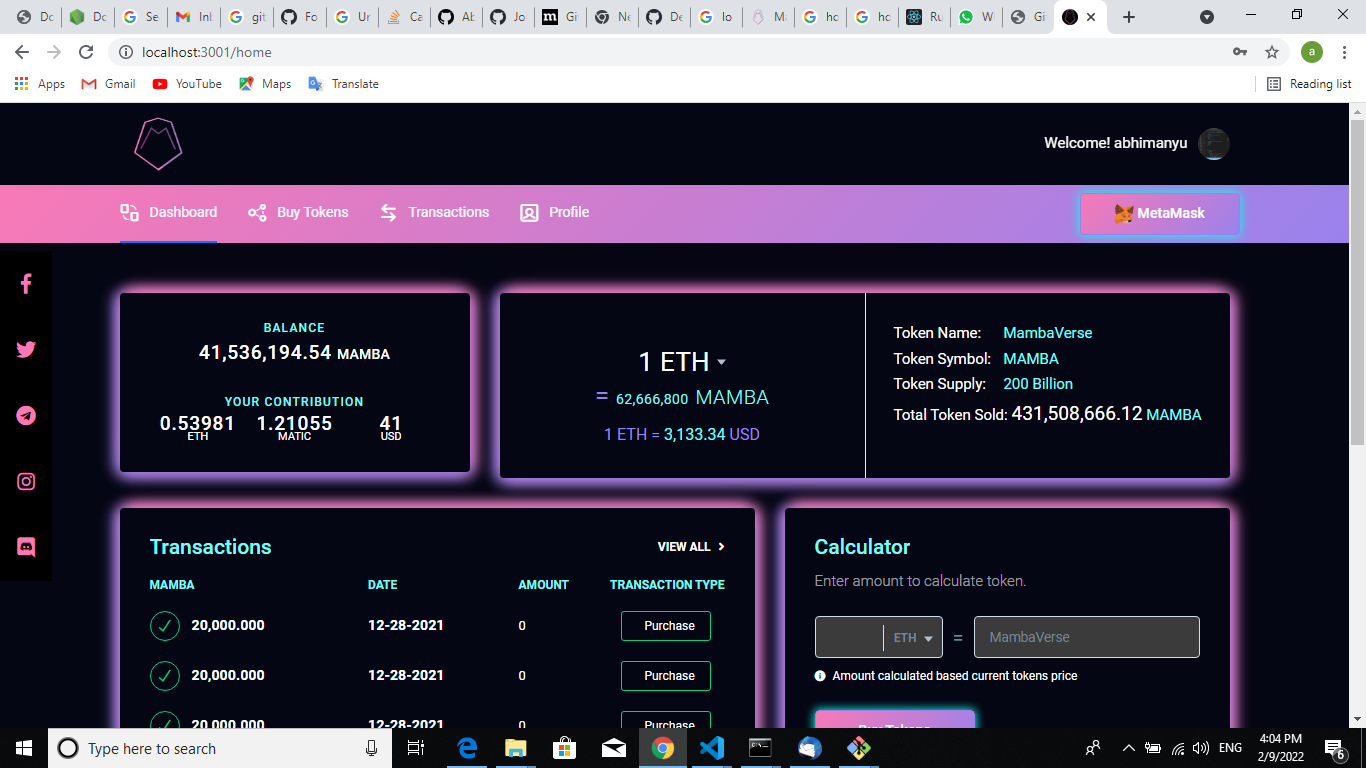 Do
Do
Se
Inl
git
Fo
Ur
Ca
Ab
Jo
Gi
Ne
De
lo
Ma
hc
hc
Ru
W
Gi
localhost:3001/home
a
Apps Gmail YouTube Maps Translate Reading list
Welcome! abhimanyu
Dashboard Buy Tokens Transactions Profile MetaMask
BALANCE
41,536,194.54 MAMBA
YOUR CONTRIBUTION
0.53981 1.21055 41
ETH MATIC USD
1 ETH
= 62,666,800 MAMBA
1 ETH = 3,133.34 USD
Token Name: MambaVerse
Token Symbol: MAMBA
Token Supply: 200 Billion
Total Token Sold: 431,508,666.12 MAMBA
Transactions VIEW ALL
MAMBA DATE AMOUNT TRANSACTION TYPE
20,000.000 12-28-2021 0 Purchase
20,000.000 12-28-2021 0 Purchase
20,000.000 12-28-2021 0 Purchase
Calculator
Enter amount to calculate token.
ETH = MambaVerse
Amount calculated based current tokens price
Buy Tokens
Type here to search
ENG
4:04 PM
2/9/2022
6